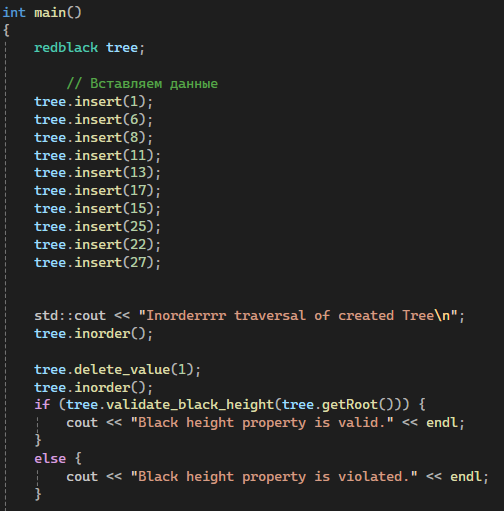 int main()
{
    redblack tree;

        // Вставляем данные
    tree.insert(1);
    tree.insert(6);
    tree.insert(8);
    tree.insert(11);
    tree.insert(13);
    tree.insert(17);
    tree.insert(15);
    tree.insert(25);
    tree.insert(22);
    tree.insert(27);


    std::cout << "Inorderrrr traversal of created Tree\n";
    tree.inorder();

    tree.delete_value(1);
    tree.inorder();
    if (tree.validate_black_height(tree.getRoot())) {
        cout << "Black height property is valid." << endl;
    }
    else {
        cout << "Black height property is violated." << endl;
    }